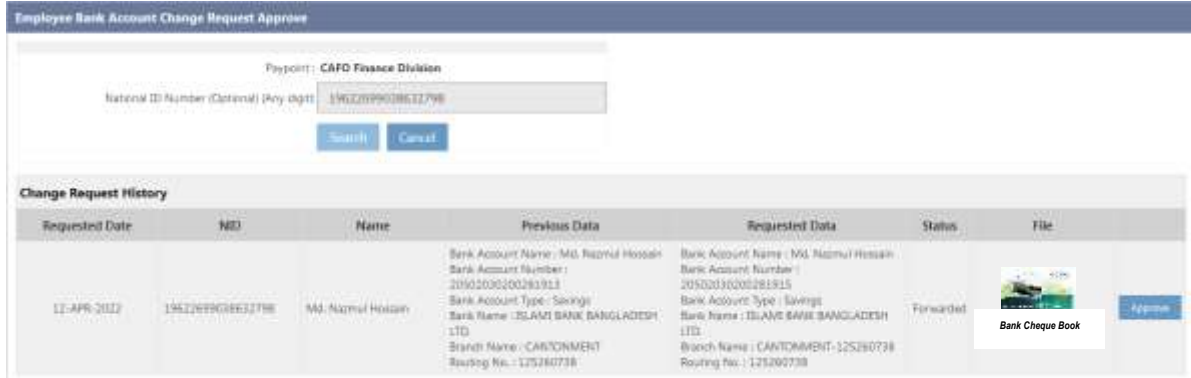 Employee Bank Account Change Request Approve
Paypoint : CAFO Finance Division
National ID Number (Optional) (Any digit)
Search Cancel
Change Request History
Requested Date NID Name Previous Data Requested Data Status File
Bank Account Name : Md. Nazmul Hossain Bank Account Name : Md. Nazmul Hossain
Bank Account Number : Bank Account Number :
20502030200281913 20502030200281915
Bank Account Type : Savings Bank Account Type : Savings
12-APR-2022 Md. Nazmul Hossain Bank Name : ISLAMI BANK BANGLADESH Bank Name : ISLAMI BANK BANGLADESH Forwarded Bank Cheque Book Approve
LTD. LTD.
Branch Name : CANTONMENT Branch Name : CANTONMENT-125260738
Routing No. : 125260738 Routing No. : 125260738